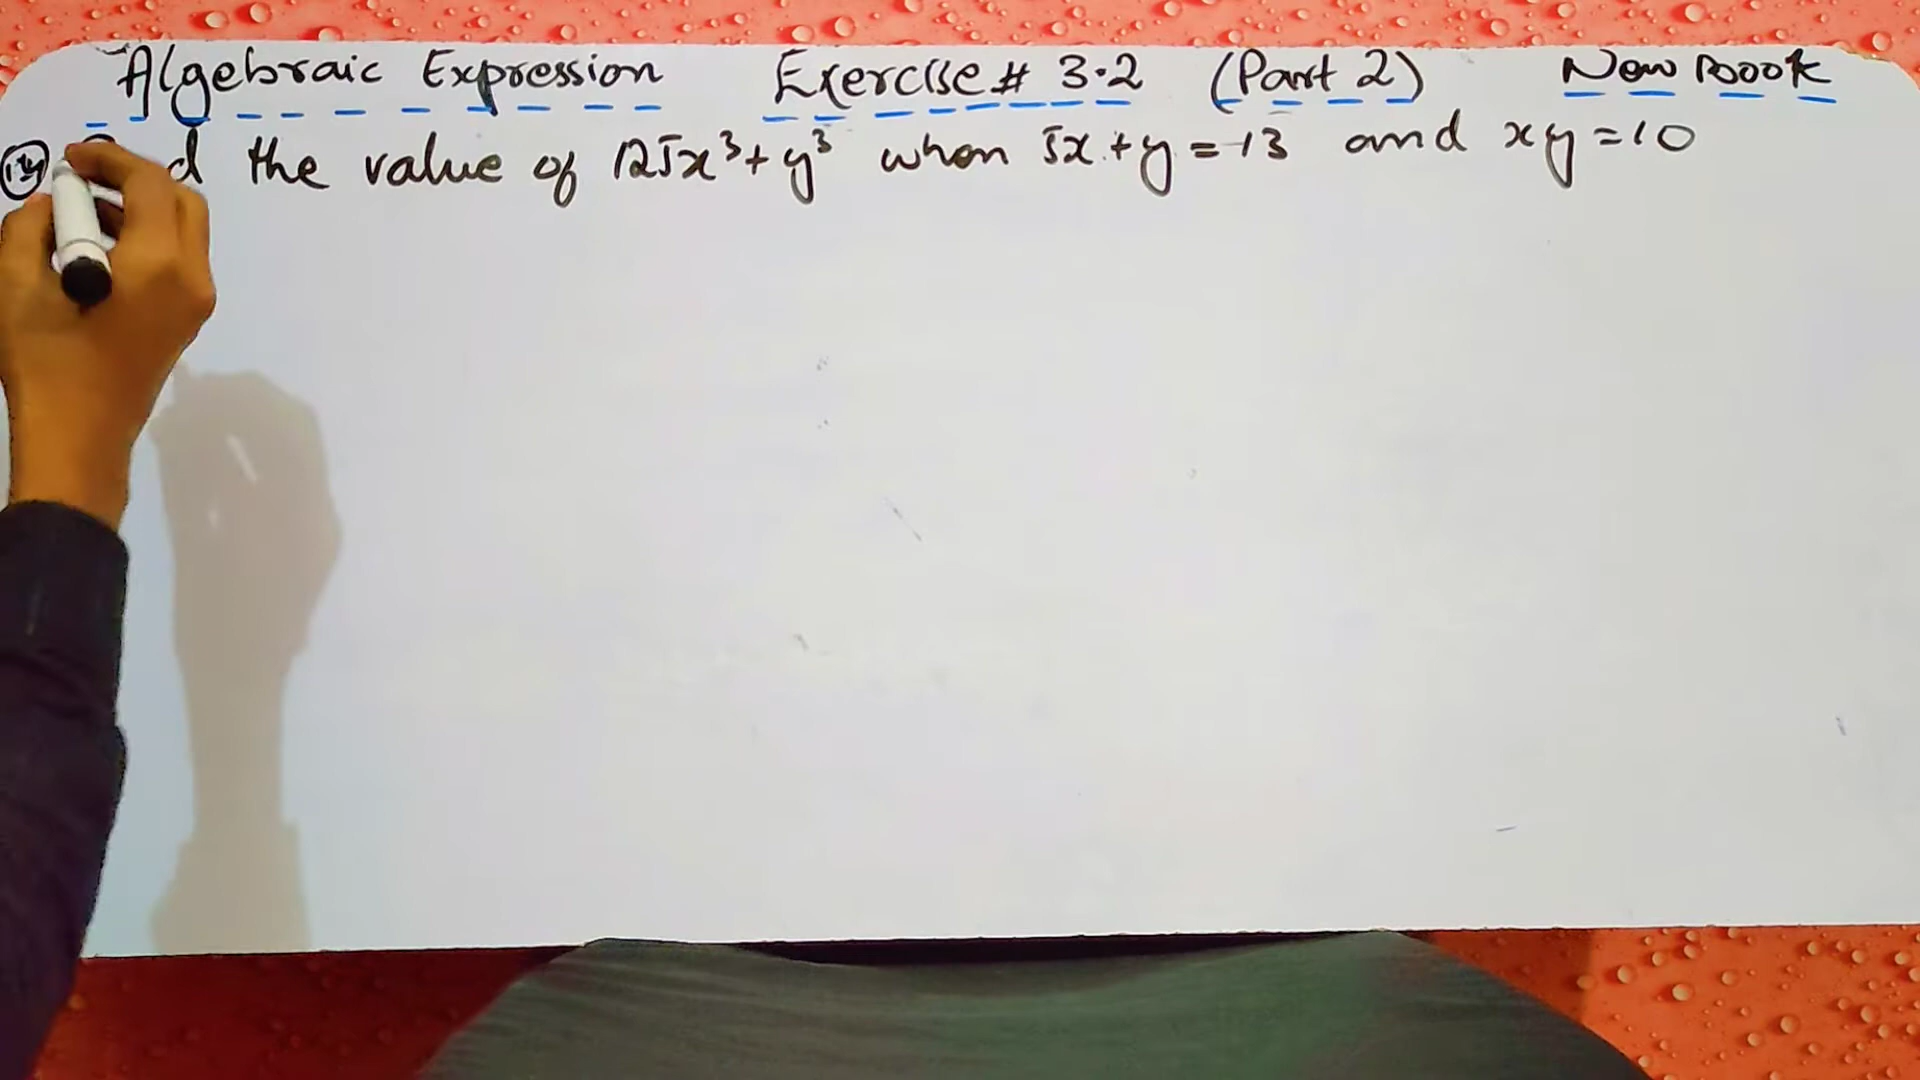 Algebraic Expression Exercise # 3.2 (Part 2) New Book
the value of 125x³+y³ when 5x+y=13 and xy=10